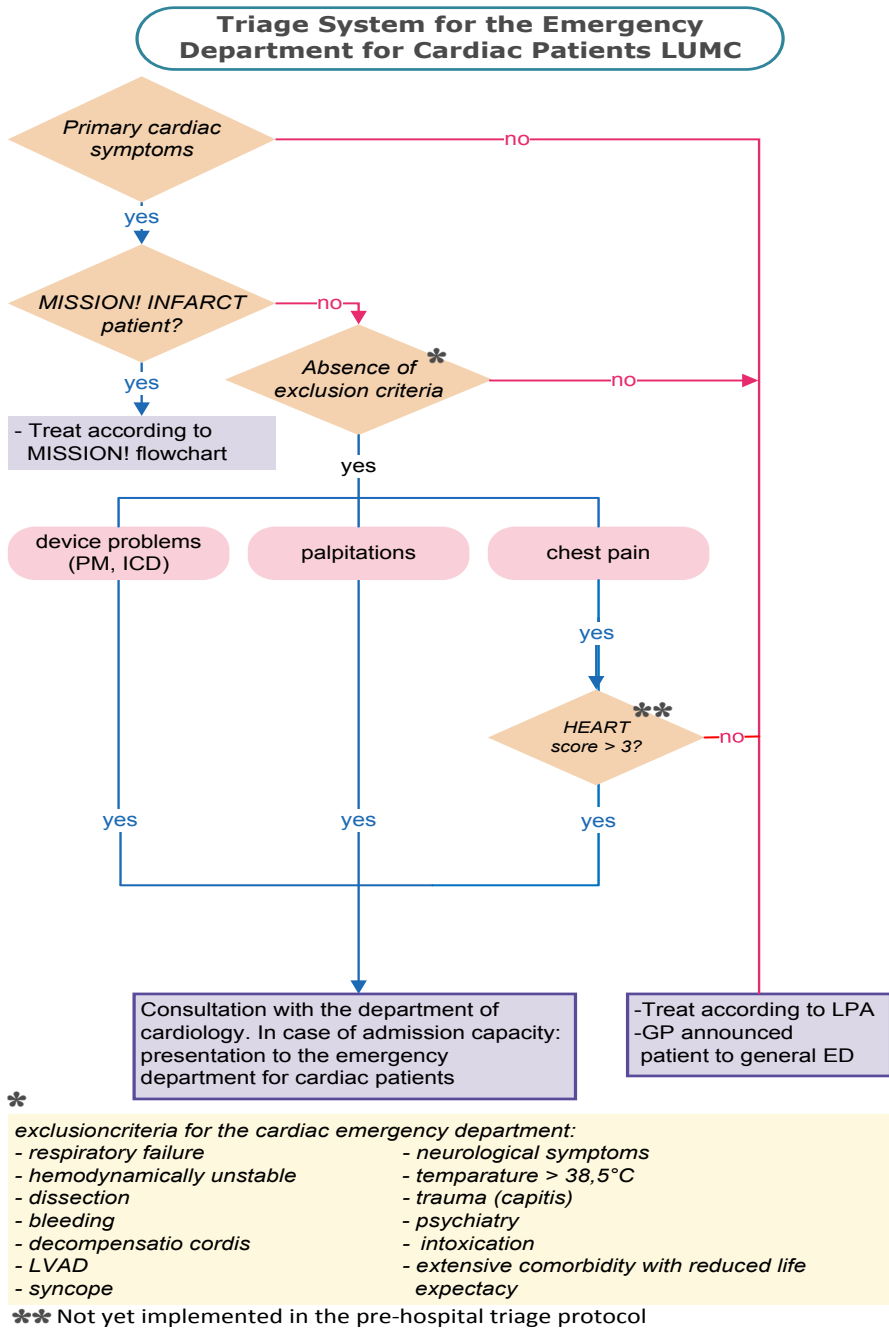 Triage System for the Emergency
Department for Cardiac Patients LUMC
Primary cardiac
symptoms
no
yes
MISSION! INFARCT
patient?
no
Absence of *
exclusion criteria
no
yes
- Treat according to
MISSION! flowchart
yes
device problems
(PM, ICD)
palpitations
chest pain
yes
**
HEART
score > 3?
no
yes
yes
yes
Consultation with the department of
cardiology. In case of admission capacity:
presentation to the emergency
department for cardiac patients
-Treat according to LPA
-GP announced
patient to general ED
*
exclusioncriteria for the cardiac emergency department:
- respiratory failure
- hemodynamically unstable
- dissection
- bleeding
- decompensatio cordis
- LVAD
- syncope
- neurological symptoms
- temparature > 38,5°C
- trauma (capitis)
- psychiatry
- intoxication
- extensive comorbidity with reduced life
expectacy
** Not yet implemented in the pre-hospital triage protocol